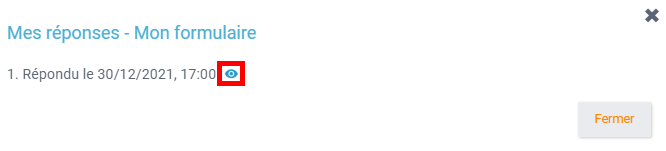 Mes réponses - Mon formulaire
1. Répondu le 30/12/2021, 17:00
Fermer